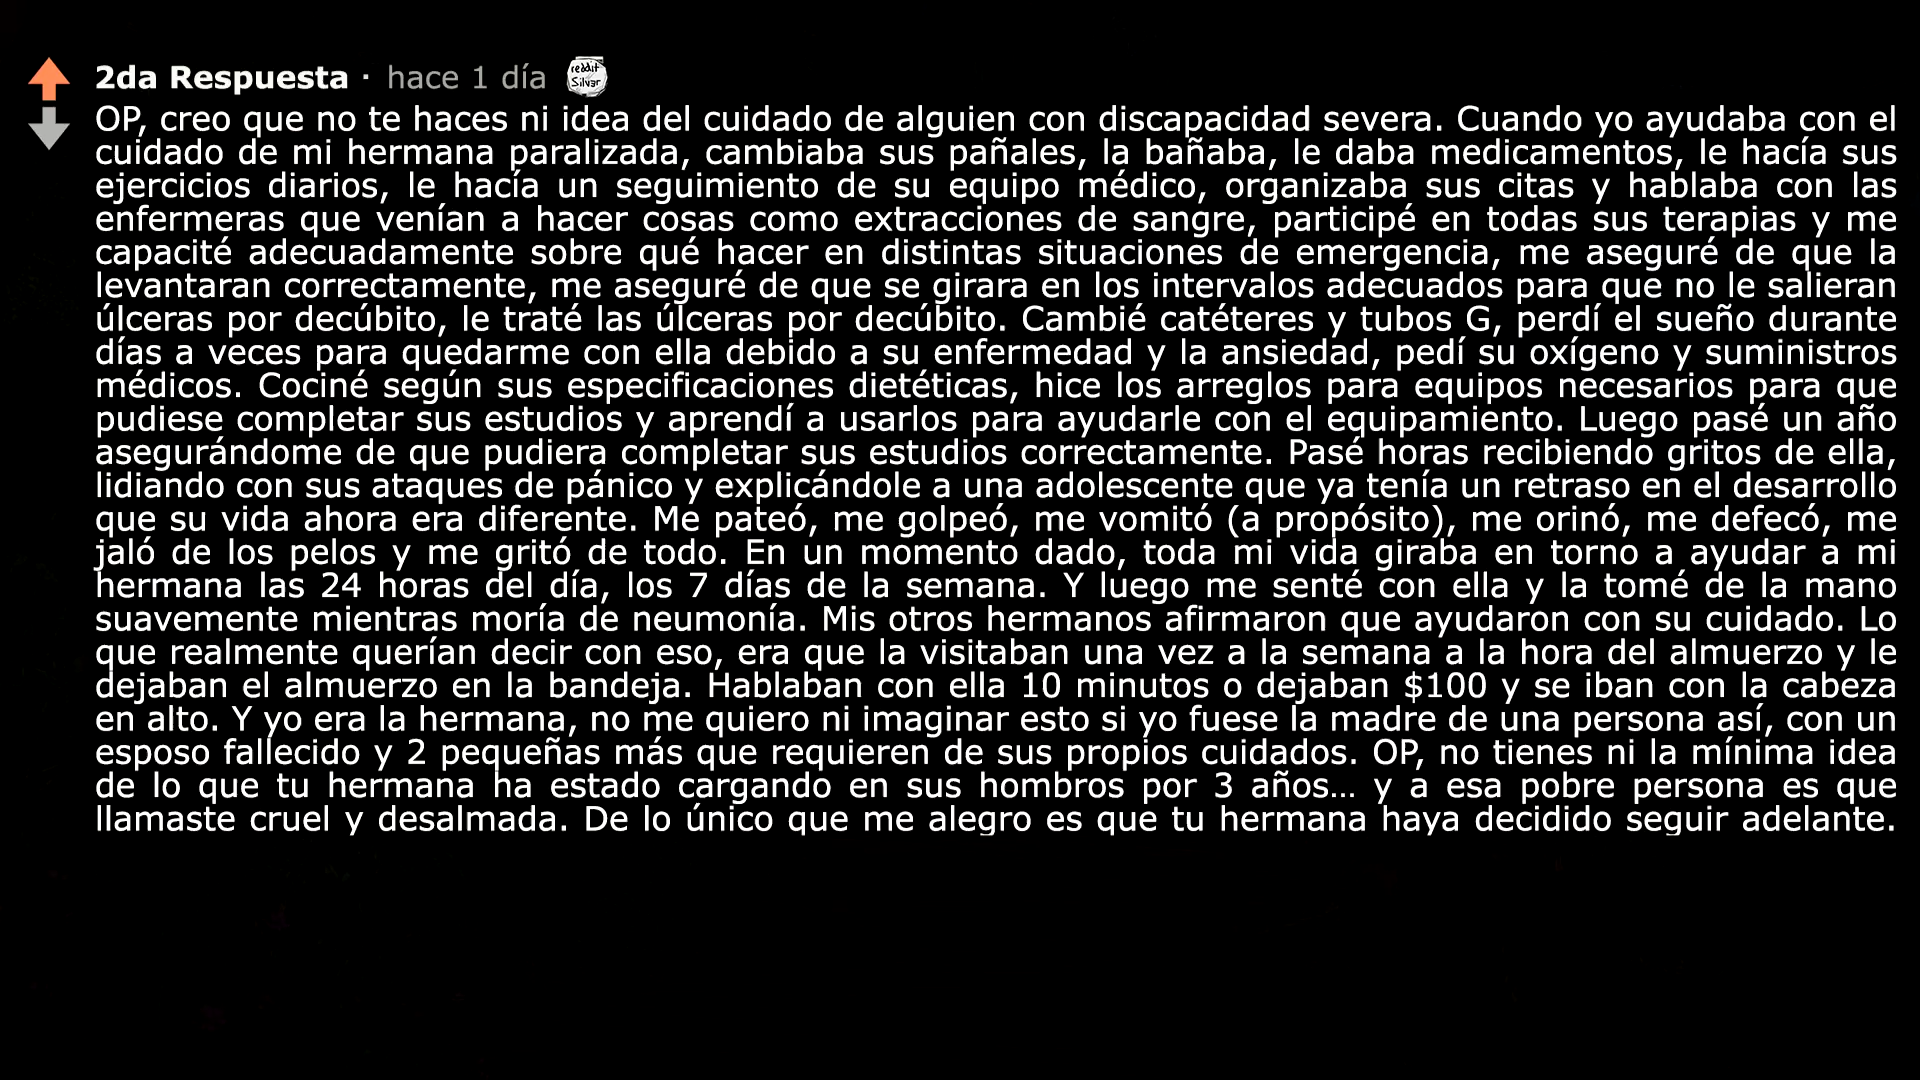 2da Respuesta · hace 1 día reddit Silver
OP, creo que no te haces ni idea del cuidado de alguien con discapacidad severa. Cuando yo ayudaba con el
cuidado de mi hermana paralizada, cambiaba sus pañales, la bañaba, le daba medicamentos, le hacía sus
ejercicios diarios, le hacía un seguimiento de su equipo médico, organizaba sus citas y hablaba con las
enfermeras que venían a hacer cosas como extracciones de sangre, participé en todas sus terapias y me
capacité adecuadamente sobre qué hacer en distintas situaciones de emergencia, me aseguré de que la
levantaran correctamente, me aseguré de que se girara en los intervalos adecuados para que no le salieran
úlceras por decúbito, le traté las úlceras por decúbito. Cambié catéteres y tubos G, perdí el sueño durante
días a veces para quedarme con ella debido a su enfermedad y la ansiedad, pedí su oxígeno y suministros
médicos. Cociné según sus especificaciones dietéticas, hice los arreglos para equipos necesarios para que
pudiese completar sus estudios y aprendí a usarlos para ayudarle con el equipamiento. Luego pasé un año
asegurándome de que pudiera completar sus estudios correctamente. Pasé horas recibiendo gritos de ella,
lidiando con sus ataques de pánico y explicándole a una adolescente que ya tenía un retraso en el desarrollo
que su vida ahora era diferente. Me pateó, me golpeó, me vomitó (a propósito), me orinó, me defecó, me
jaló de los pelos y me gritó de todo. En un momento dado, toda mi vida giraba en torno a ayudar a mi
hermana las 24 horas del día, los 7 días de la semana. Y luego me senté con ella y la tomé de la mano
suavemente mientras moría de neumonía. Mis otros hermanos afirmaron que ayudaron con su cuidado. Lo
que realmente querían decir con eso, era que la visitaban una vez a la semana a la hora del almuerzo y le
dejaban el almuerzo en la bandeja. Hablaban con ella 10 minutos o dejaban $100 y se iban con la cabeza
en alto. Y yo era la hermana, no me quiero ni imaginar esto si yo fuese la madre de una persona así, con un
esposo fallecido y 2 pequeñas más que requieren de sus propios cuidados. OP, no tienes ni la mínima idea
de lo que tu hermana ha estado cargando en sus hombros por 3 años... y a esa pobre persona es que
llamaste cruel y desalmada. De lo único que me alegro es que tu hermana haya decidido seguir adelante.